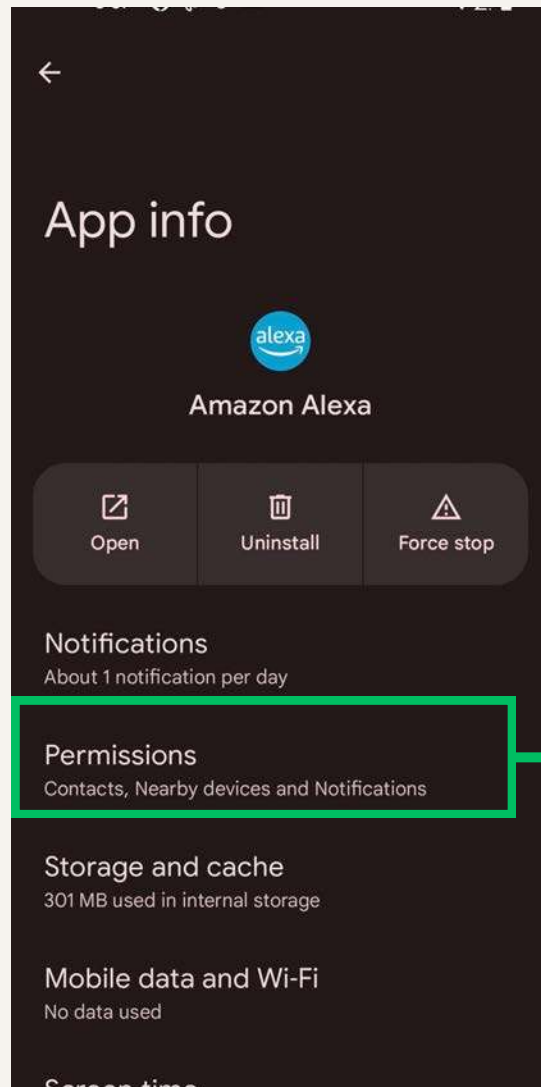 App info
alexa
Amazon Alexa
Open
Uninstall
Force stop
Notifications
About 1 notification per day
Permissions
Contacts, Nearby devices and Notifications
Storage and cache
301 MB used in internal storage
Mobile data and Wi-Fi
No data used
Screen time